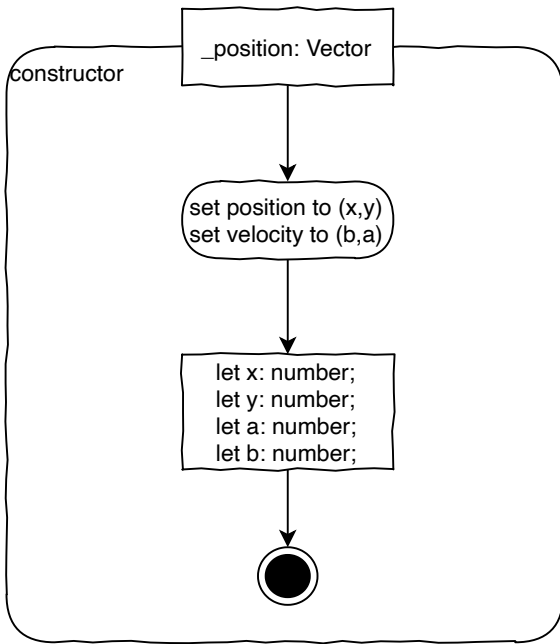 _position: Vector
constructor
set position to (x,y)
set velocity to (b,a)
let x: number;
let y: number;
let a: number;
let b: number;